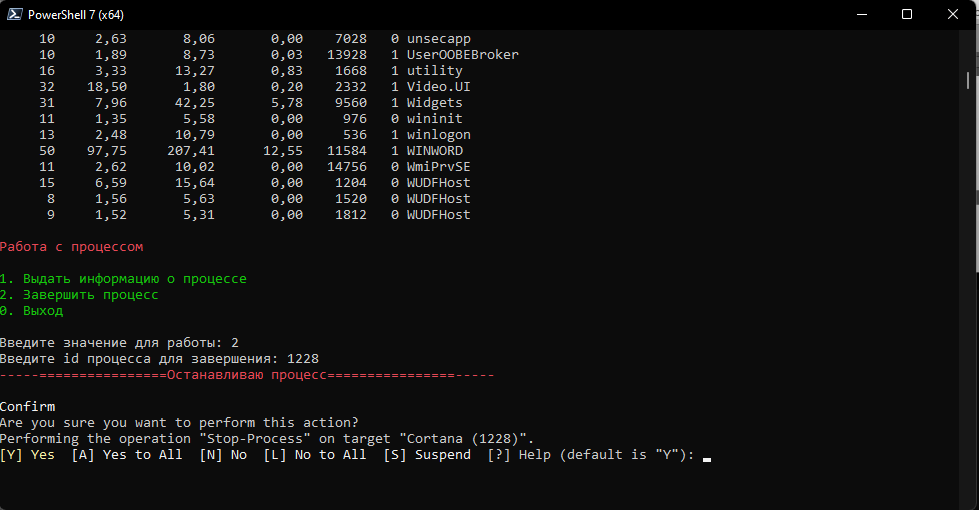 PowerShell 7 (x64)
10 2,63 8,06 0,00 7028 0 unsecapp
10 1,89 8,73 0,03 13928 1 UserOOBEBroker
16 3,33 13,27 0,83 1668 1 utility
32 18,50 1,80 0,20 2332 1 Video.UI
31 7,96 42,25 5,78 9560 1 Widgets
11 1,35 5,58 0,00 976 0 wininit
13 2,48 10,79 0,00 536 1 winlogon
50 97,75 207,41 12,55 11584 1 WINWORD
11 2,62 10,02 0,00 14756 0 WmiPrvSE
15 6,59 15,64 0,00 1204 0 WUDFHost
8 1,56 5,63 0,00 1520 0 WUDFHost
9 1,52 5,31 0,00 1812 0 WUDFHost
Работа с процессом
1. Выдать информацию о процессе
2. Завершить процесс
0. Выход
Введите значение для работы: 2
Введите id процесса для завершения: 1228
-----================Останавливаю процесс================-----
Confirm
Are you sure you want to perform this action?
Performing the operation "Stop-Process" on target "Cortana (1228)".
[Y] Yes [A] Yes to All [N] No [L] No to All [S] Suspend [?] Help (default is "Y"):